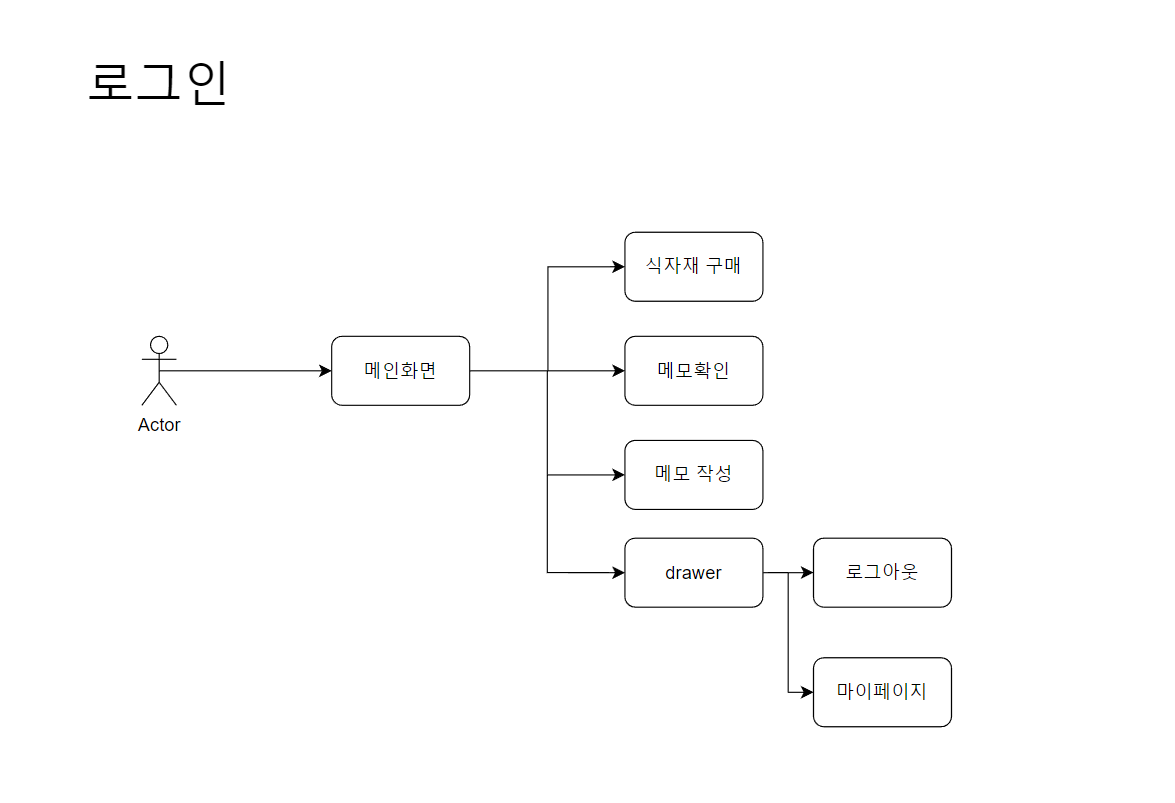 로그인
식자재 구매
메인화면
메모확인
Actor
메모 작성
drawer
로그아웃
마이페이지